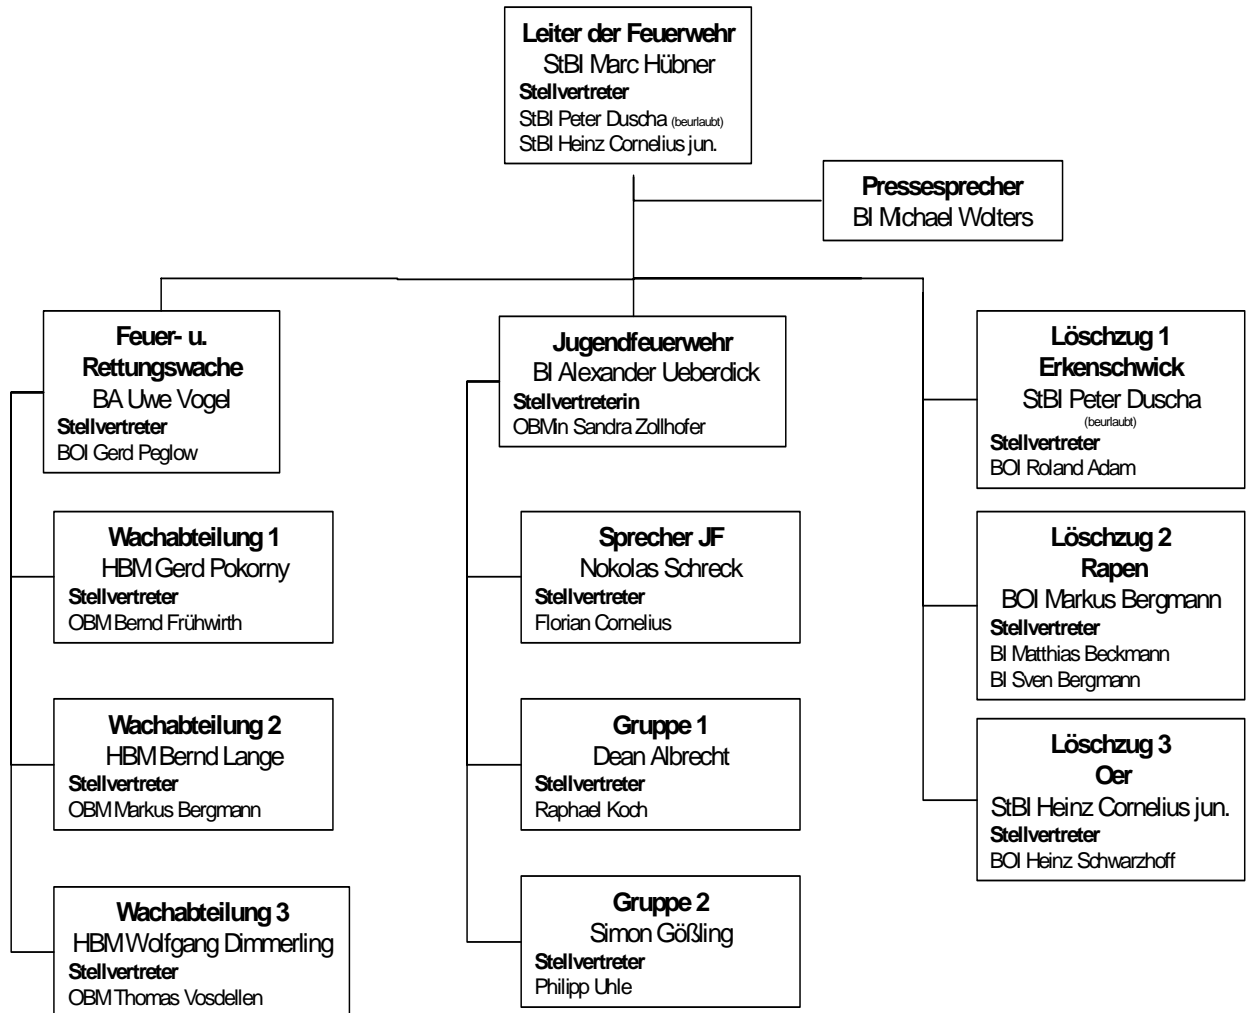 Leiter der Feuerwehr
StBI Marc Hübner
Stellvertreter
StBI Peter Duscha (beurlaubt)
StBI Heinz Cornelius jun.
Pressesprecher
BI Michael Wolters
Feuer- u.
Rettungswache
BA Uwe Vogel
Stellvertreter
BOI Gerd Peglow
Wachabteilung 1
HBM Gerd Pokorny
Stellvertreter
OBM Bernd Frühwirth
Wachabteilung 2
HBM Bernd Lange
Stellvertreter
OBM Markus Bergmann
Wachabteilung 3
HBM Wolfgang Dimmerling
Stellvertreter
OBM Thomas Vosdellen
Jugendfeuerwehr
BI Alexander Ueberdick
Stellvertreterin
OBMin Sandra Zollhofer
Sprecher JF
Nokolas Schreck
Stellvertreter
Florian Cornelius
Gruppe 1
Dean Albrecht
Stellvertreter
Raphael Koch
Gruppe 2
Simon Gößling
Stellvertreter
Philipp Uhle
Löschzug 1
Erkenschwick
StBI Peter Duscha
(beurlaubt)
Stellvertreter
BOI Roland Adam
Löschzug 2
Rapen
BOI Markus Bergmann
Stellvertreter
BI Matthias Beckmann
BI Sven Bergmann
Löschzug 3
Oer
StBI Heinz Cornelius jun.
Stellvertreter
BOI Heinz Schwarzhoff